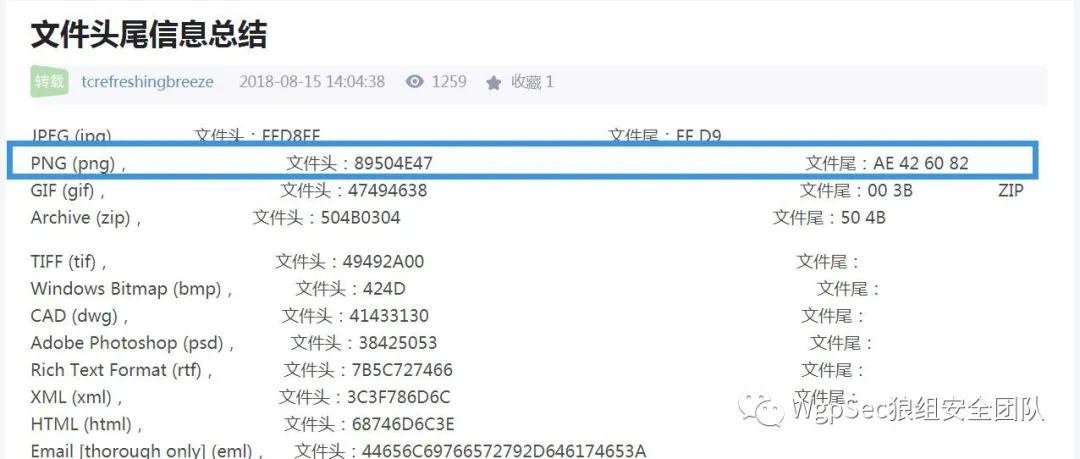 文件头尾信息总结
转载 tcrefreshingbreeze 2018-08-15 14:04:38 1259 收藏 1
JPEG (jpg) 文件头：FFD8FF 文件尾：FF D9
PNG (png)， 文件头：89504E47 文件尾：AE 42 60 82
GIF (gif)， 文件头：47494638 文件尾：00 3B ZIP
Archive (zip)， 文件头：504B0304 文件尾：50 4B
TIFF (tif)， 文件头：49492A00 文件尾：
Windows Bitmap (bmp)， 文件头：424D 文件尾：
CAD (dwg)， 文件头：41433130 文件尾：
Adobe Photoshop (psd)， 文件头：38425053 文件尾：
Rich Text Format (rtf)， 文件头：7B5C727466 文件尾：
XML (xml)， 文件头：3C3F786D6C 文件尾：
HTML (html)， 文件头：68746D6C3E
WgpSec狼组安全团队
Email [thorough only] (eml)， 文件头：44656C69766572792D646174653A